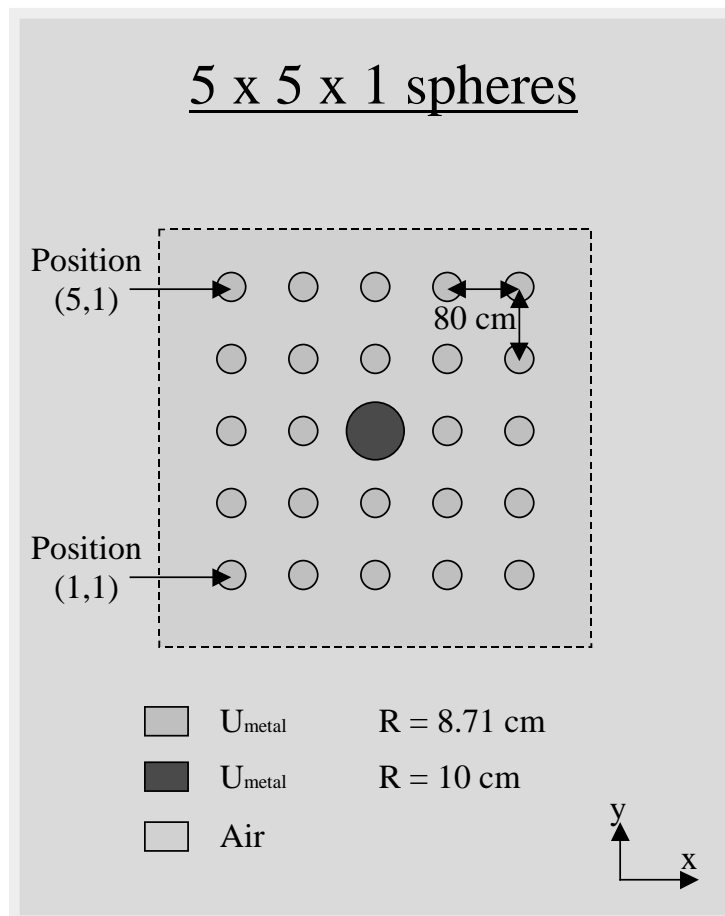 5 x 5 x 1 spheres
Position
(5,1)
80 cm
Position
(1,1)
Umetal R = 8.71 cm
Umetal R = 10 cm
Air
y
x